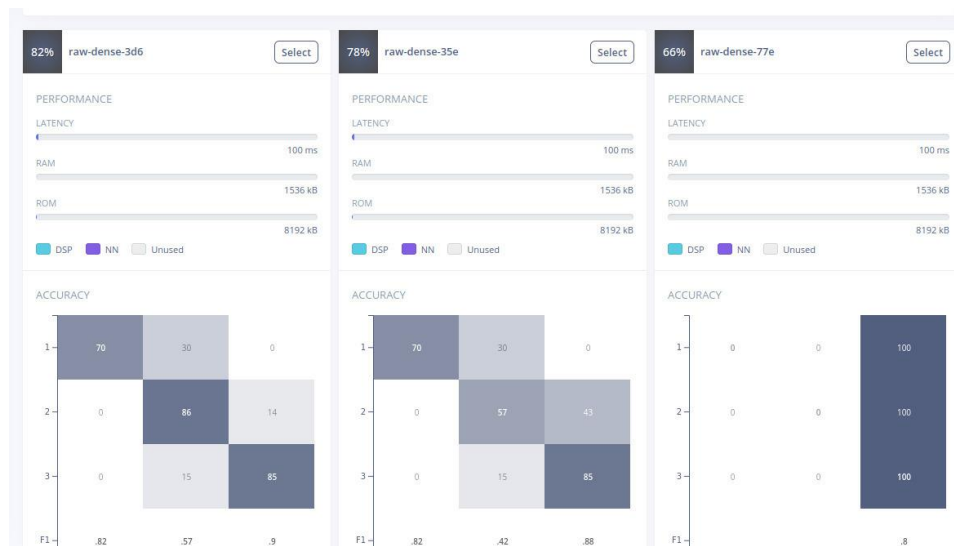 82% raw-dense-3d6 Select
PERFORMANCE
LATENCY
100 ms
RAM
1536 kB
ROM
8192 kB
DSP NN Unused
ACCURACY
1 70 30 0
2 0 86 14
3 0 15 85
F1 .82 .57 .9
78% raw-dense-35e Select
PERFORMANCE
LATENCY
100 ms
RAM
1536 kB
ROM
8192 kB
DSP NN Unused
ACCURACY
1 70 30 0
2 0 57 43
3 0 15 85
F1 .82 .42 .88
66% raw-dense-77e Select
PERFORMANCE
LATENCY
100 ms
RAM
1536 kB
ROM
8192 kB
DSP NN Unused
ACCURACY
1 0 0 100
2 0 0 100
3 0 0 100
F1 .8